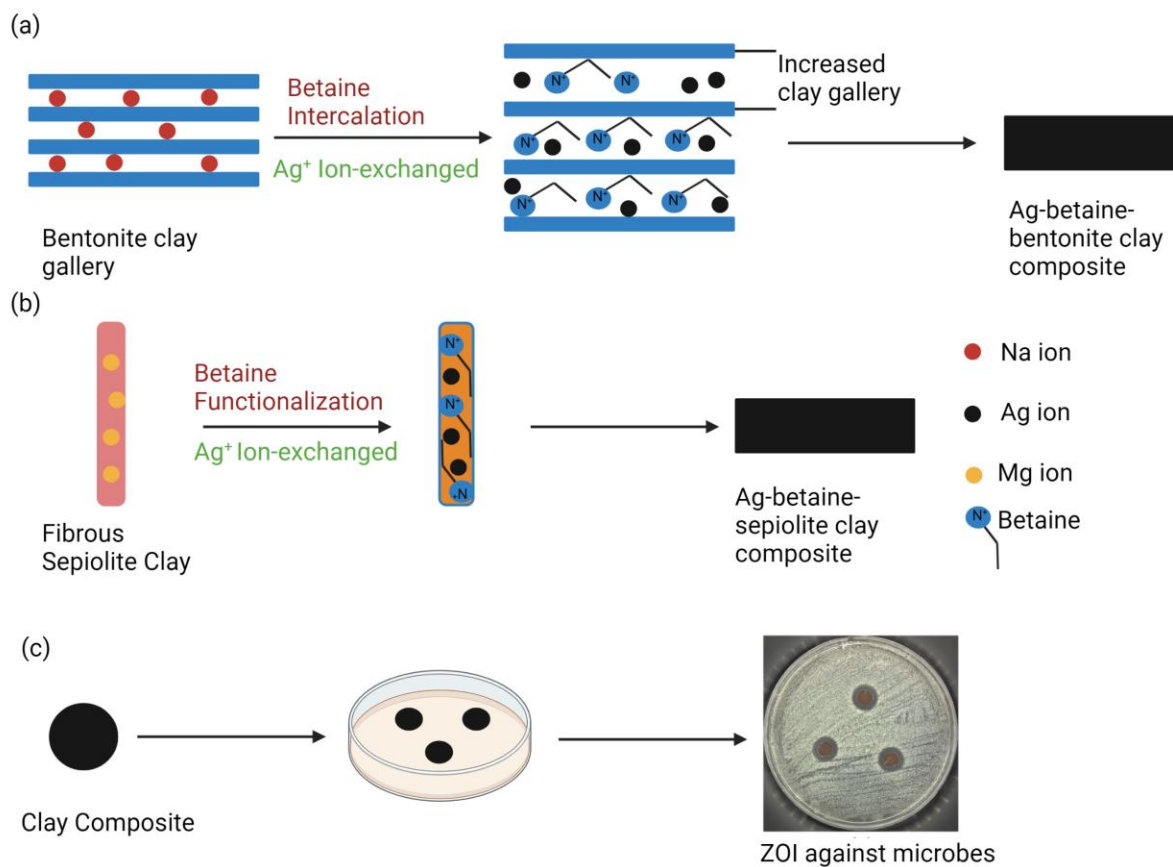 (a)
Betaine
Intercalation
Ag⁺ Ion-exchanged
Bentonite clay
gallery
N⁺ N⁺
N⁺ N⁺ N⁺
N⁺ N⁺ N⁺
Increased
clay gallery
Ag-betaine-
bentonite clay
composite
(b)
Fibrous
Sepiolite Clay
Betaine
Functionalization
Ag⁺ Ion-exchanged
N⁺
N⁺
N⁺
Ag-betaine-
sepiolite clay
composite
Na ion
Ag ion
Mg ion
N⁺ Betaine
(c)
Clay Composite
ZOI against microbes